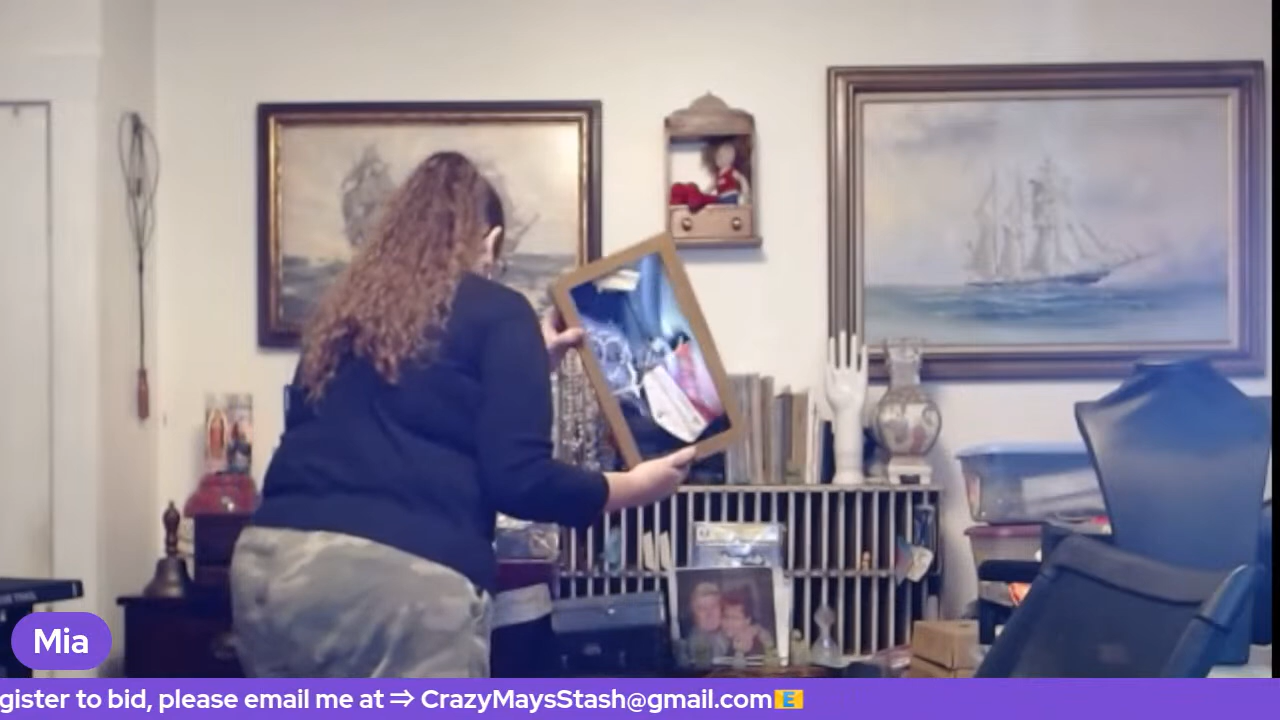 Mia
gister to bid, please email me at ⇒ CrazyMaysStash@gmail.com📧